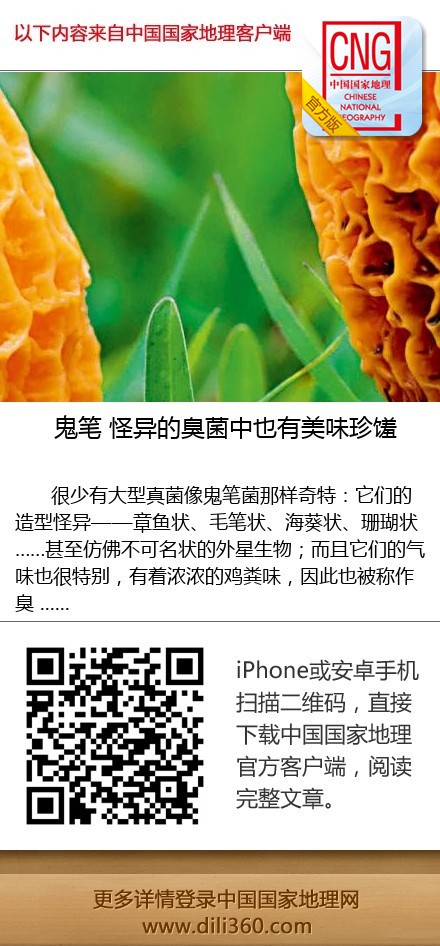 以下内容来自中国国家地理客户端
CNG
中国国家地理
CHINESE
NATIONAL
GEOGRAPHY
官方版
鬼笔 怪异的臭菌中也有美味珍馐
很少有大型真菌像鬼笔菌那样奇特：它们的
造型怪异——章鱼状、毛笔状、海葵状、珊瑚状
......甚至仿佛不可名状的外星生物；而且它们的气
味也很特别，有着浓浓的鸡粪味，因此也被称作
臭 ......
iPhone或安卓手机
扫描二维码，直接
下载中国国家地理
官方客户端，阅读
完整文章。
更多详情登录中国国家地理网
www.dili360.com